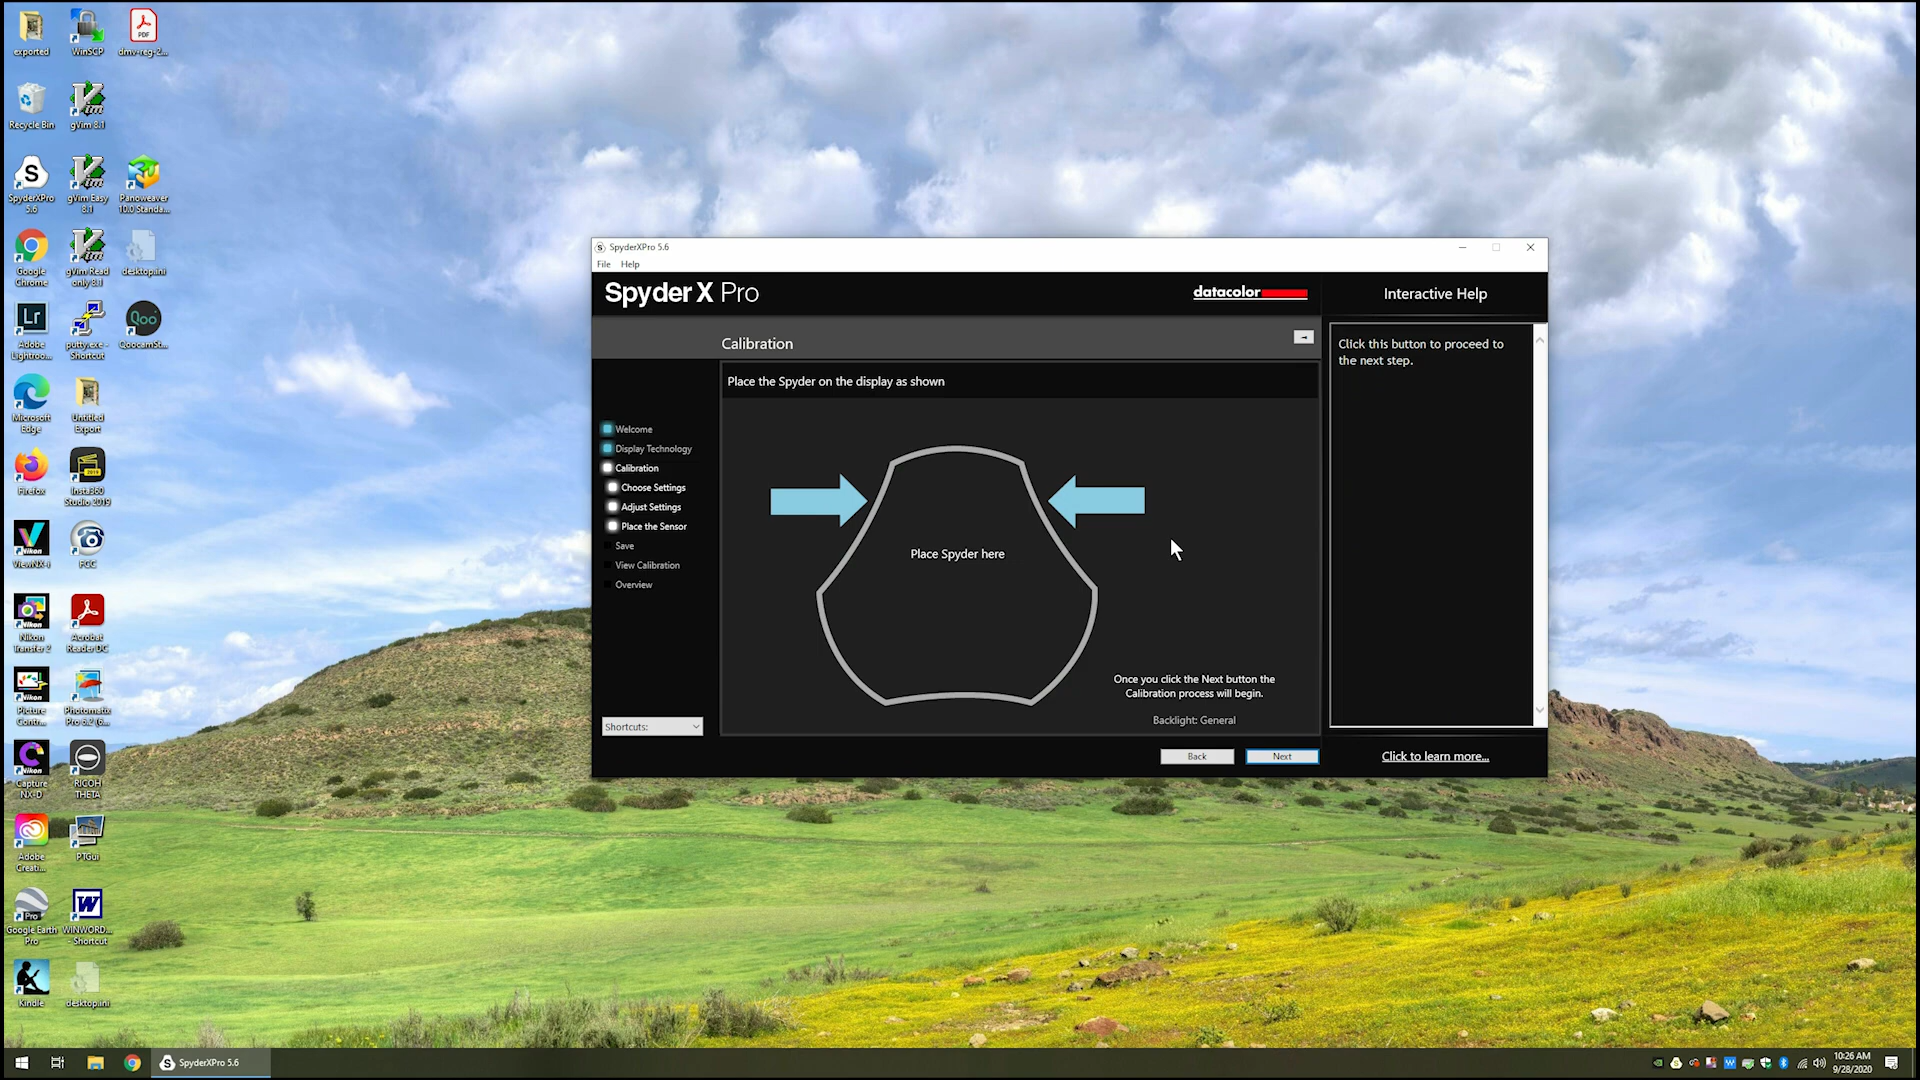 exported
WinSCP
dmv-reg-2...
Recycle Bin
gVim 8.1
SpyderXPro
5.6
gVim Easy
8.1
Panoweaver
10.0 Standa...
Google
Chrome
gVim Read
only 8.1
desktop.ini
Adobe
Lightroo...
putty.exe -
Shortcut
QoocamSt...
Microsoft
Edge
Untitled
Export
Firefox
Insta360
Studio 2019
ViewNX-i
FCC
Nikon
Transfer 2
Acrobat
Reader DC
Picture
Contr...
Photomatix
Pro 6.2 (6...
Capture
NX-D
RICOH
THETA
Adobe
Creati...
PTGui
Google Earth
Pro
WINWORD...
- Shortcut
Kindle
desktop.ini
SpyderXPro 5.6
File Help
Spyder X Pro
datacolor
Interactive Help
Calibration
Place the Spyder on the display as shown
Click this button to proceed to
the next step.
Welcome
Display Technology
Calibration
Choose Settings
Adjust Settings
Place the Sensor
Save
View Calibration
Overview
Place Spyder here
Once you click the Next button the
Calibration process will begin.
Backlight: General
Shortcuts:
Back
Next
Click to learn more...
SpyderXPro 5.6
10:26 AM
9/28/2020